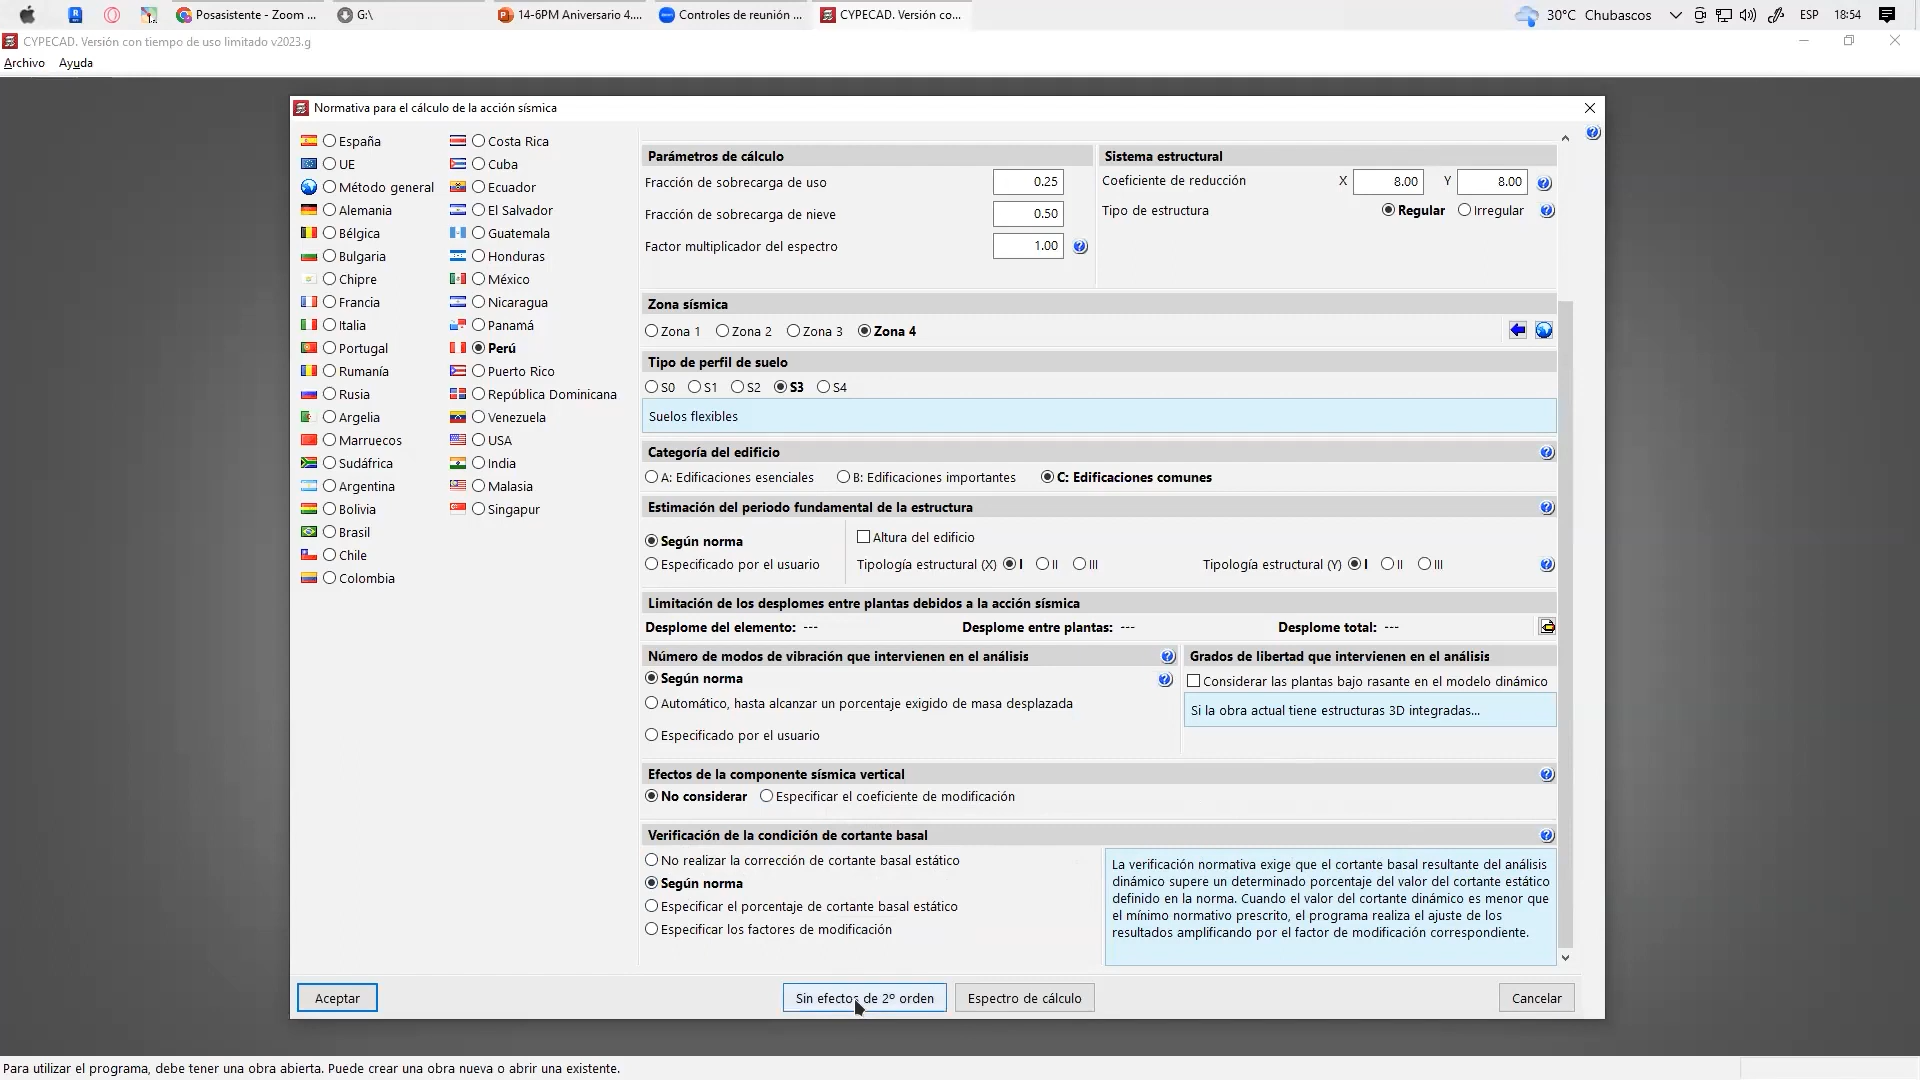 Posasistente - Zoom ...
G:\
14-6PM Aniversario 4....
Controles de reunión ...
CYPECAD. Versión co...
30°C Chubascos
ESP
18:54
CYPECAD. Versión con tiempo de uso limitado v2023.g
Archivo Ayuda
Normativa para el cálculo de la acción sísmica
España
UE
Método general
Alemania
Bélgica
Bulgaria
Chipre
Francia
Italia
Portugal
Rumanía
Rusia
Argelia
Marruecos
Sudáfrica
Argentina
Bolivia
Brasil
Chile
Colombia
Costa Rica
Cuba
Ecuador
El Salvador
Guatemala
Honduras
México
Nicaragua
Panamá
Perú
Puerto Rico
República Dominicana
Venezuela
USA
India
Malasia
Singapur
Parámetros de cálculo
Fracción de sobrecarga de uso 0.25
Fracción de sobrecarga de nieve 0.50
Factor multiplicador del espectro 1.00
Sistema estructural
Coeficiente de reducción X 8.00 Y 8.00
Tipo de estructura Regular Irregular
Zona sísmica
Zona 1 Zona 2 Zona 3 Zona 4
Tipo de perfil de suelo
S0 S1 S2 S3 S4
Suelos flexibles
Categoría del edificio
A: Edificaciones esenciales B: Edificaciones importantes C: Edificaciones comunes
Estimación del periodo fundamental de la estructura
Según norma
Especificado por el usuario
Altura del edificio
Tipología estructural (X) I II III Tipología estructural (Y) I II III
Limitación de los desplomes entre plantas debidos a la acción sísmica
Desplome del elemento: --- Desplome entre plantas: --- Desplome total: ---
Número de modos de vibración que intervienen en el análisis
Según norma
Automático, hasta alcanzar un porcentaje exigido de masa desplazada
Especificado por el usuario
Grados de libertad que intervienen en el análisis
Considerar las plantas bajo rasante en el modelo dinámico
Si la obra actual tiene estructuras 3D integradas...
Efectos de la componente sísmica vertical
No considerar Especificar el coeficiente de modificación
Verificación de la condición de cortante basal
No realizar la corrección de cortante basal estático
Según norma
Especificar el porcentaje de cortante basal estático
Especificar los factores de modificación
La verificación normativa exige que el cortante basal resultante del análisis
dinámico supere un determinado porcentaje del valor del cortante estático
definido en la norma. Cuando el valor del cortante dinámico es menor que
el mínimo normativo prescrito, el programa realiza el ajuste de los
resultados amplificando por el factor de modificación correspondiente.
Aceptar
Sin efectos de 2º orden
Espectro de cálculo
Cancelar
Para utilizar el programa, debe tener una obra abierta. Puede crear una obra nueva o abrir una existente.